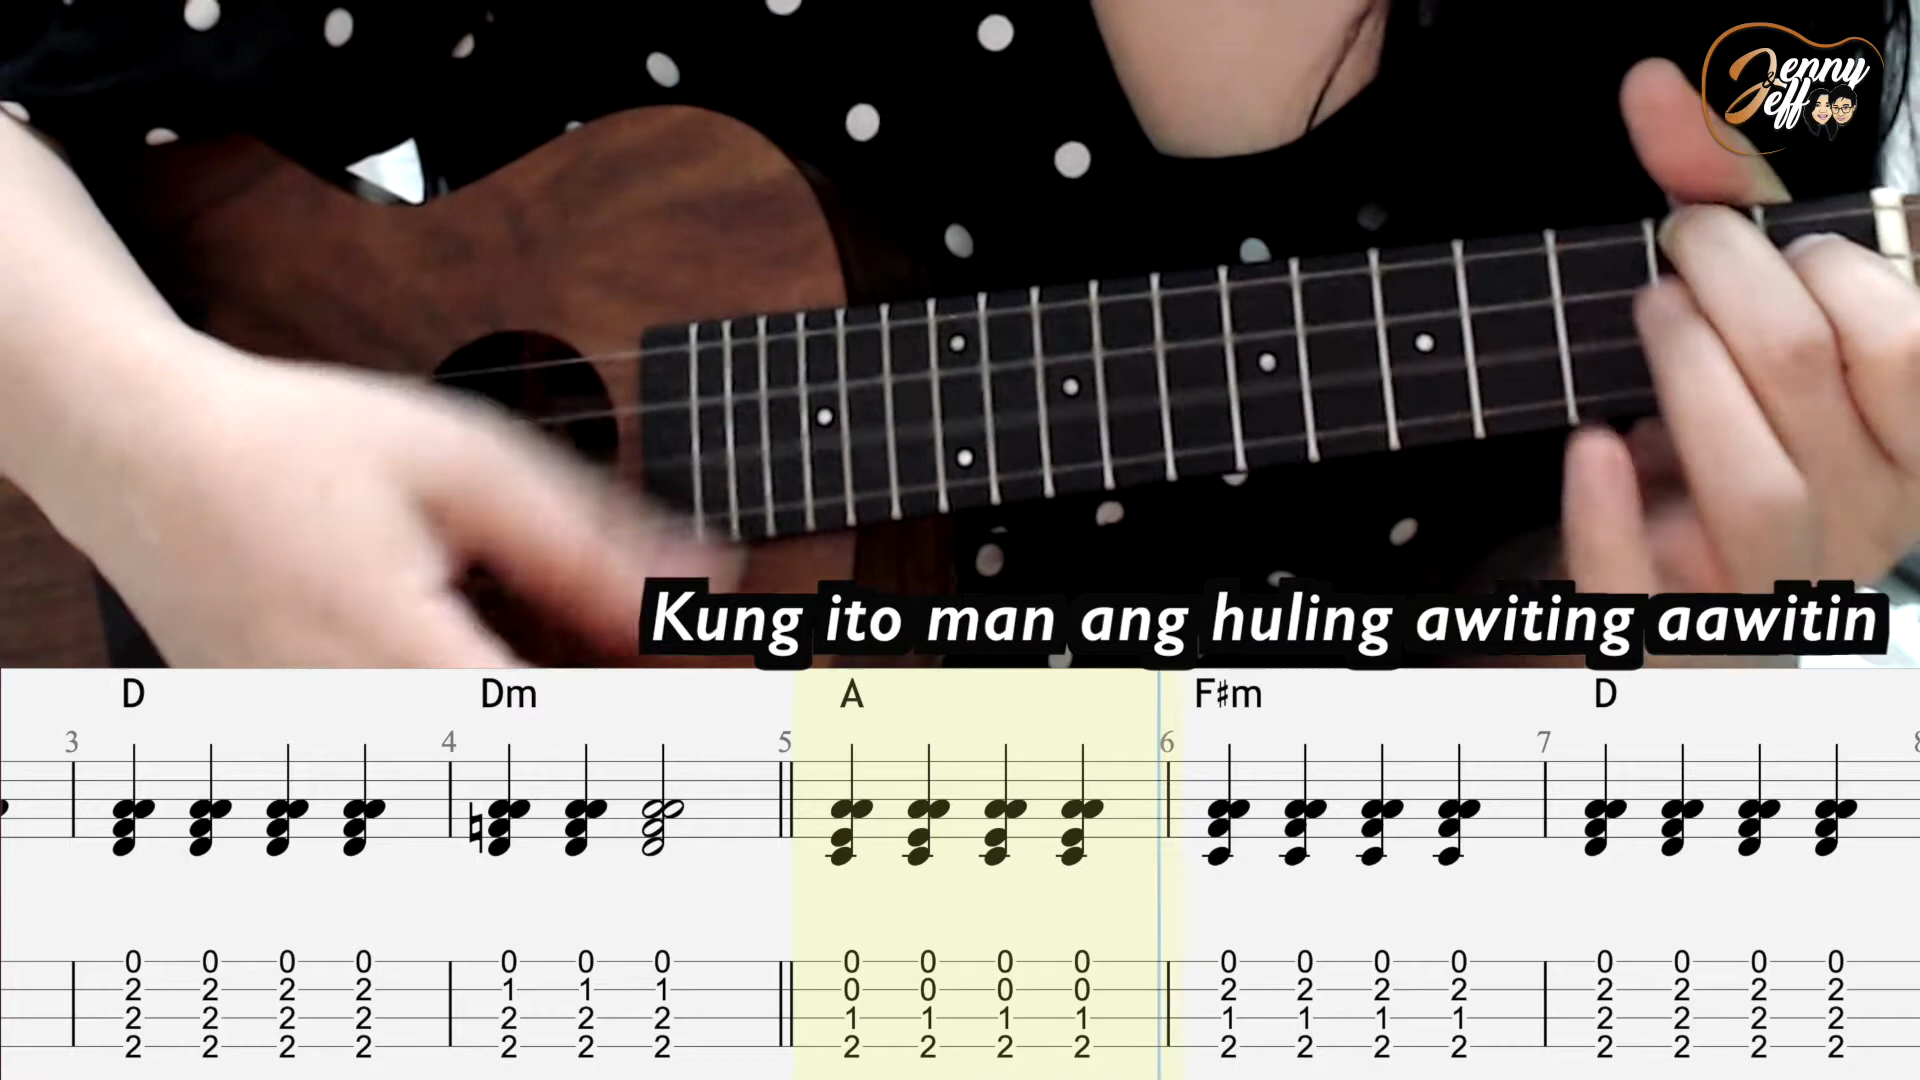 Jenny
& Jeff
Kung ito man ang huling awiting aawitin
D Dm A F♯m D
3 4 5 6 7 8
0 0 0 0 0 0 0 0 0 0 0 0 0 0 0 0 0 0 0
2 2 2 2 1 1 1 0 0 0 0 2 2 2 2 2 2 2 2
2 2 2 2 2 2 2 1 1 1 1 1 1 1 1 2 2 2 2
2 2 2 2 2 2 2 2 2 2 2 2 2 2 2 2 2 2 2